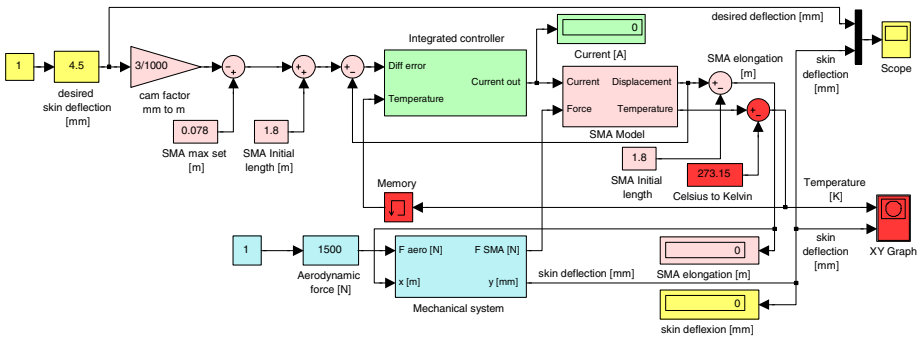 desired deflection [mm]
Integrated controller
0
Current [A]
1
4.5
3/1000
Diff error
Current out
Temperature
SMA elongation
[m]
skin
deflection
[mm]
Scope
desired
skin deflection
[mm]
cam factor
mm to m
Current
Displacement
Force
Temperature
SMA Model
0.078
SMA max set
[m]
1.8
SMA Initial
length [m]
1.8
SMA Initial
length
273.15
Celsius to Kelvin
Memory
Temperature
[K]
XY Graph
skin
deflection
[mm]
1
1500
Aerodynamic
force [N]
F aero [N]
F SMA [N]
x [m]
y [mm]
Mechanical system
skin deflection [mm]
0
SMA elongation [m]
0
skin deflexion [mm]